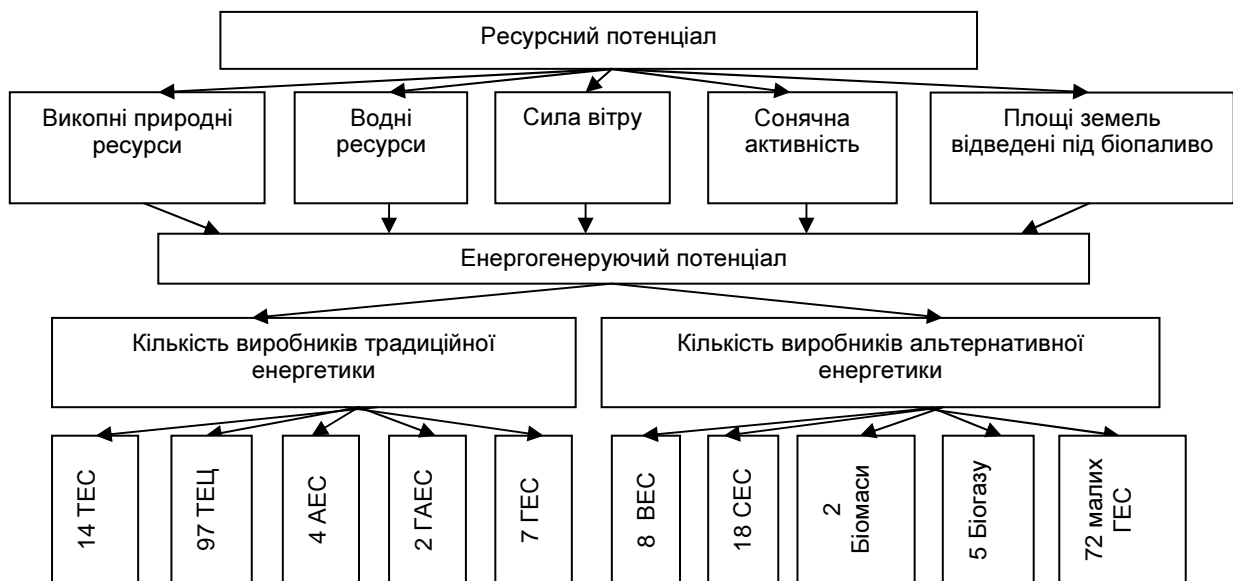 Ресурсний потенціал
Викопні природні
ресурси
Водні
ресурси
Сила вітру
Сонячна
активність
Площі земель
відведені під біопаливо
Енергогенеруючий потенціал
Кількість виробників традиційної
енергетики
Кількість виробників альтернативної
енергетики
14 ТЕС
97 ТЕЦ
4 АЕС
2 ГАЕС
7 ГЕС
8 ВЕС
18 СЕС
2
Біомаси
5 Біогазу
72 малих
ГЕС